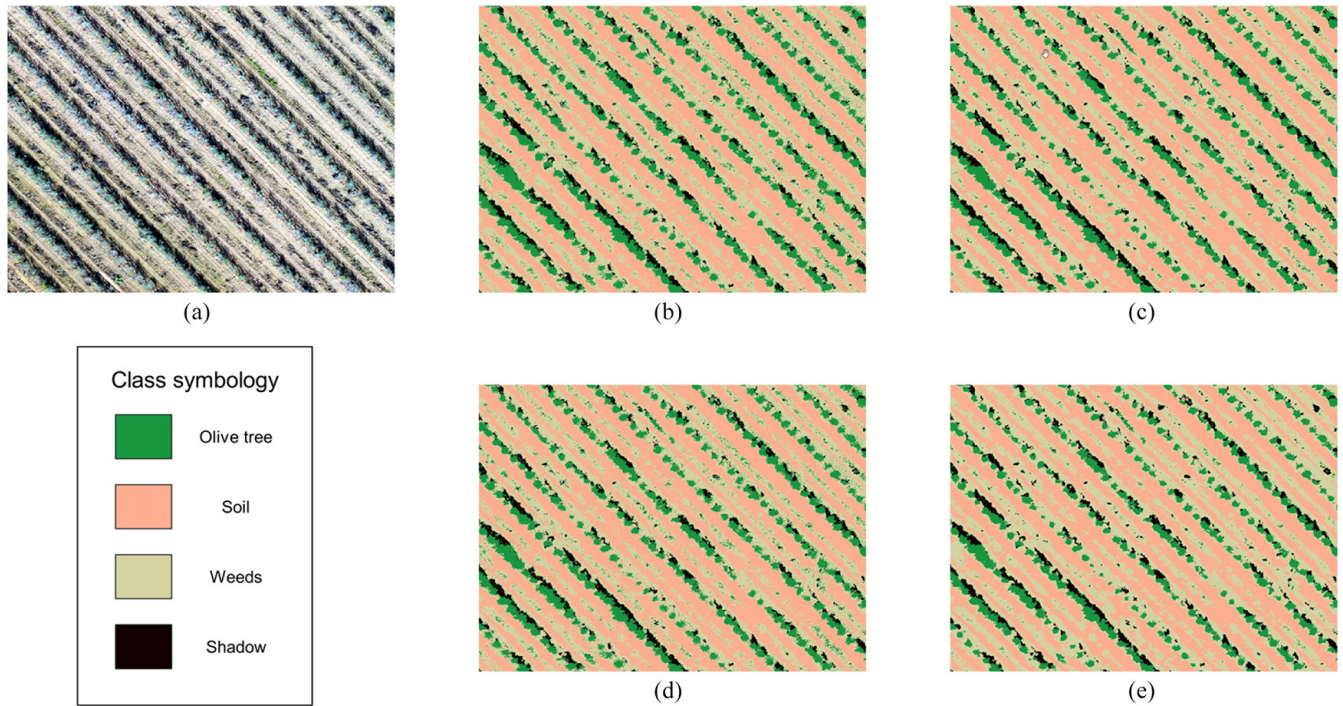 (a)
(b)
(c)
Class symbology
Olive tree
Soil
Weeds
Shadow
(d)
(e)